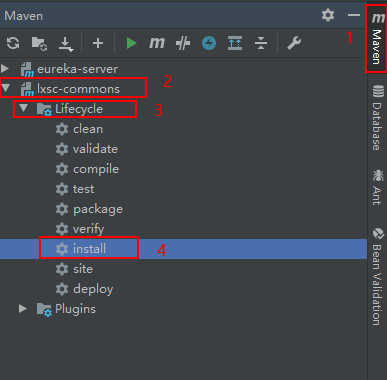 Maven
1
Maven
eureka-server
lxsc-commons
2
Lifecycle
3
clean
validate
compile
Database
test
package
Ant
verify
install
4
site
deploy
Plugins
Bean Validation